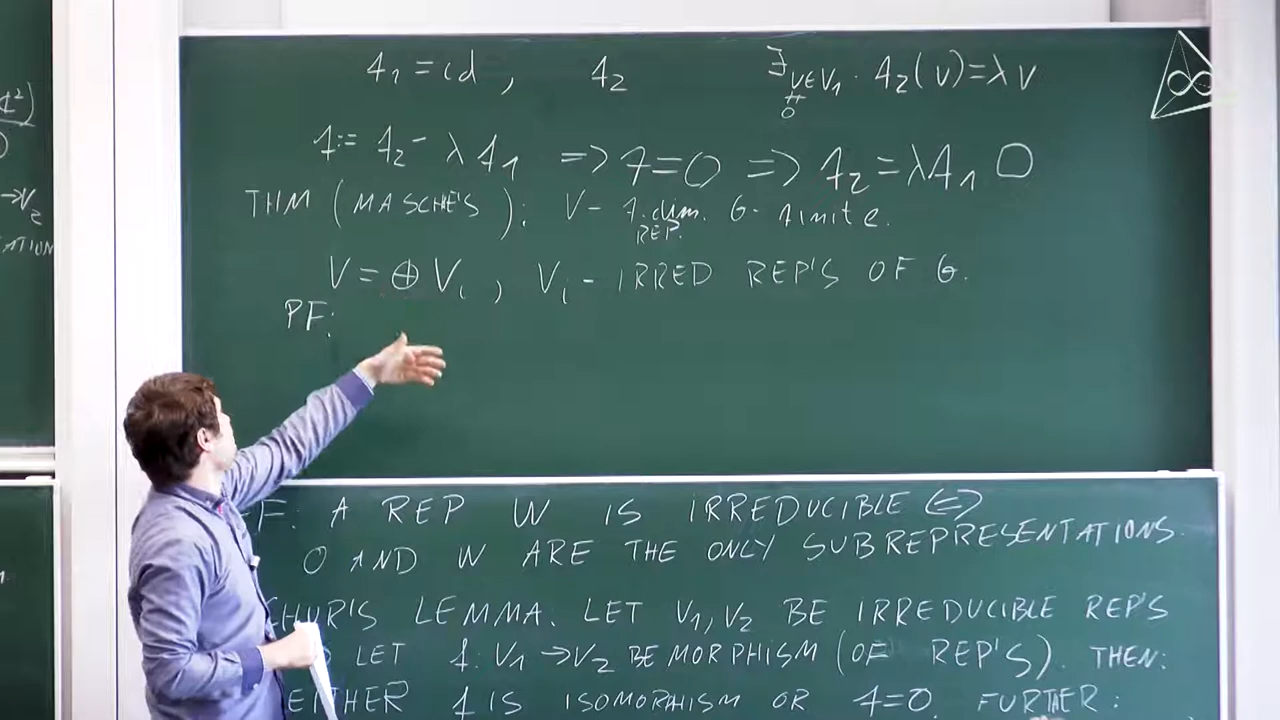 f₁ = id , f₂ ∃ v∈V₁ ≠ 0 . f₂(v) = λv
f := f₂ - λf₁ => f=0 => f₂ = λf₁ □
THM (MASCHE'S): V - f. dim. REP. G - finite.
V = ⊕ Vᵢ , Vᵢ - IRRED REP'S OF G.
PF:
F: A REP W IS IRREDUCIBLE <=>
0 AND W ARE THE ONLY SUBREPRESENTATIONS.
CHUR'S LEMMA. LET V₁, V₂ BE IRREDUCIBLE REP'S
LET f: V₁ → V₂ BE MORPHISM (OF REP'S). THEN:
EITHER f IS ISOMORPHISM OR f=0. FURTHER: